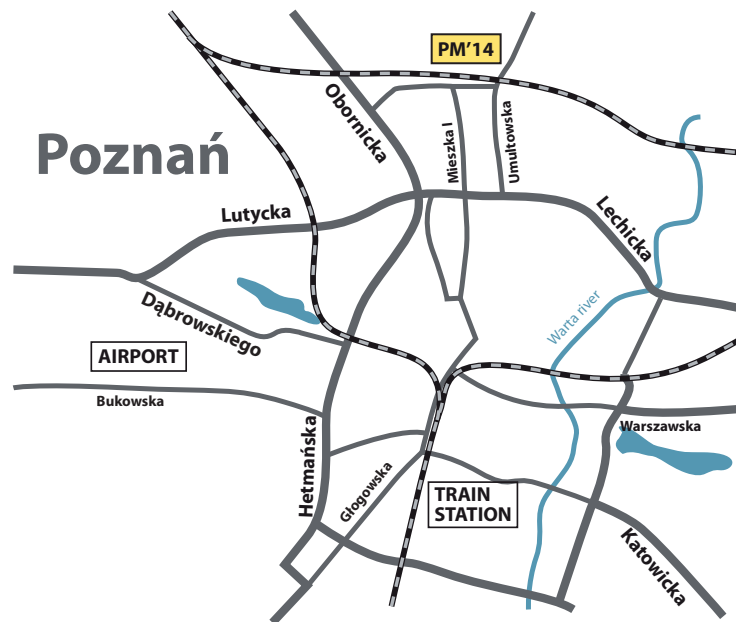 PM'14
Obornicka
Mieszka I
Umultowska
Poznań
Lutycka
Lechicka
Dąbrowskiego
Warta river
AIRPORT
Bukowska
Hetmańska
Warszawska
Głogowska
TRAIN
STATION
Katowicka